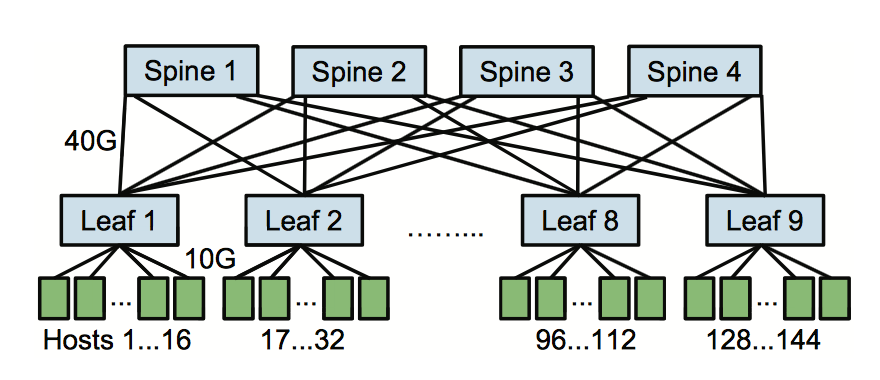 Spine 1 Spine 2 Spine 3 Spine 4
40G
Leaf 1 Leaf 2 ......... Leaf 8 Leaf 9
10G
... ... ... ...
Hosts 1...16 17...32 96...112 128...144